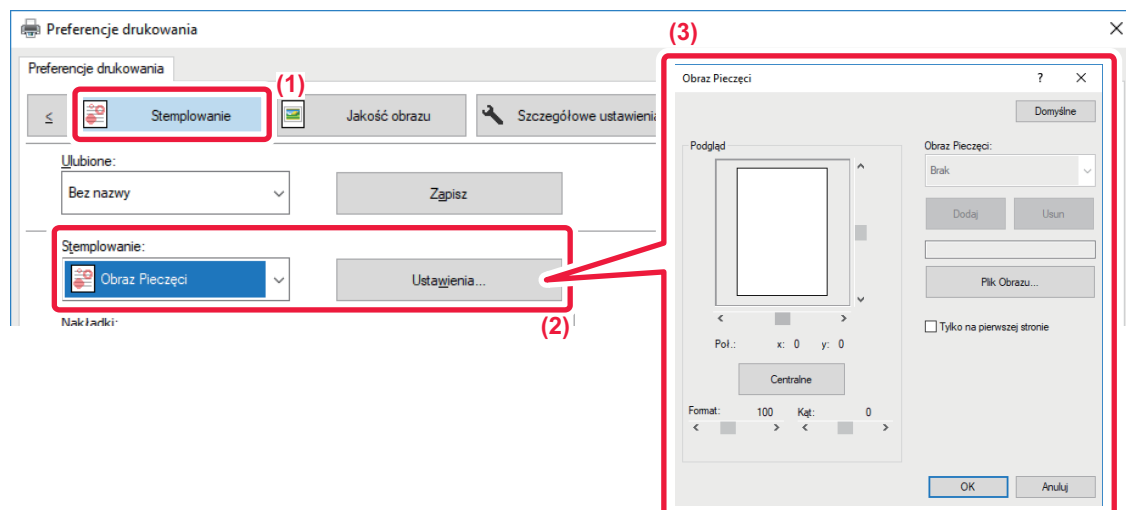 Preferencje drukowania
Preferencje drukowania
(1)
≤
Stemplowanie
Jakość obrazu
Szczegółowe ustawienia
Ulubione:
Bez nazwy
Zapisz
Stemplowanie:
Obraz Pieczęci
Ustawienia...
Nakładki:
(2)
(3)
Obraz Pieczęci
?
Domyślne
Podgląd
Obraz Pieczęci:
Brak
Dodaj
Usun
Plik Obrazu...
Tylko na pierwszej stronie
Poł.: x: 0 y: 0
Centralne
Format: 100 Kąt: 0
OK
Anuluj